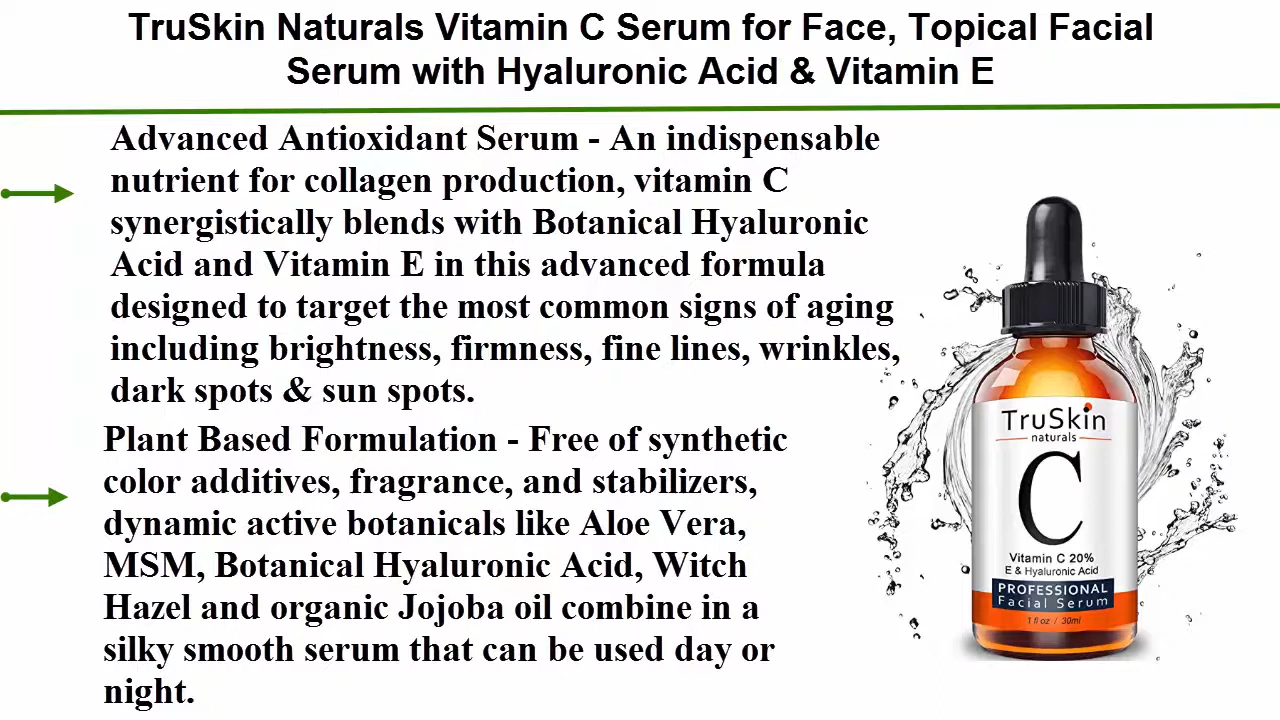 TruSkin Naturals Vitamin C Serum for Face, Topical Facial
Serum with Hyaluronic Acid & Vitamin E
Advanced Antioxidant Serum - An indispensable
nutrient for collagen production, vitamin C
synergistically blends with Botanical Hyaluronic
Acid and Vitamin E in this advanced formula
designed to target the most common signs of aging
including brightness, firmness, fine lines, wrinkles,
dark spots & sun spots.
Plant Based Formulation - Free of synthetic
color additives, fragrance, and stabilizers,
dynamic active botanicals like Aloe Vera,
MSM, Botanical Hyaluronic Acid, Witch
Hazel and organic Jojoba oil combine in a
silky smooth serum that can be used day or
night.
TruSkin
naturals
C
Vitamin C 20%
E & Hyaluronic Acid
PROFESSIONAL
Facial Serum
1 fl oz / 30ml